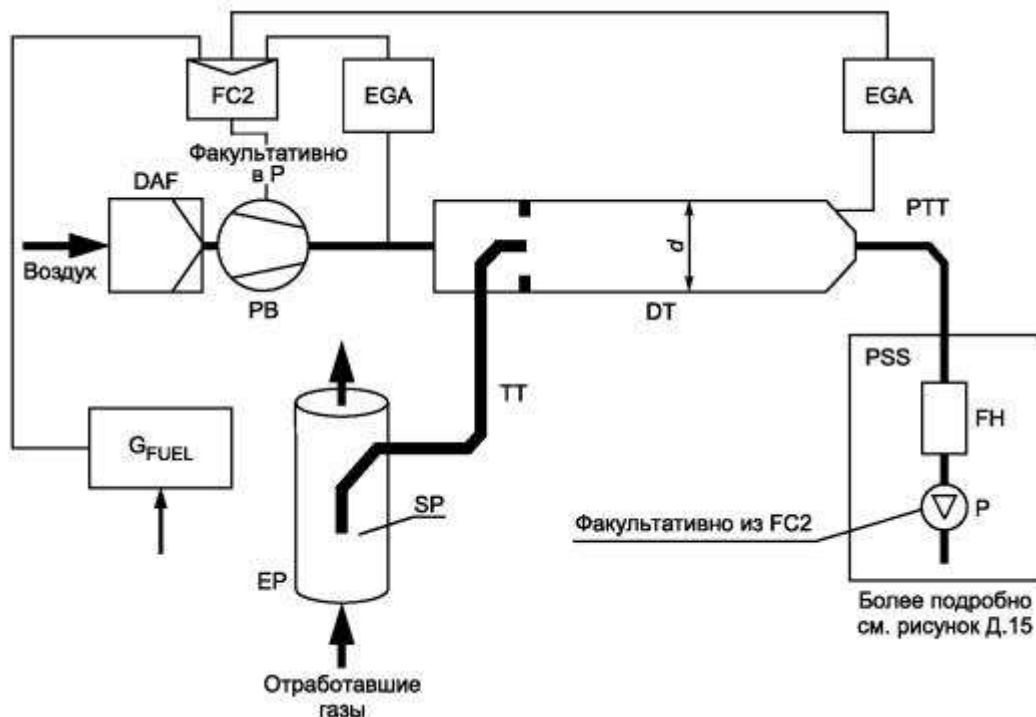 FC2
EGA
EGA
Факультативно
в P
DAF
Воздух
PB
d
DT
PTT
PSS
FH
P
TT
GFUEL
SP
EP
Факультативно из FC2
Более подробно
см. рисунок Д.15
Отработавшие
газы